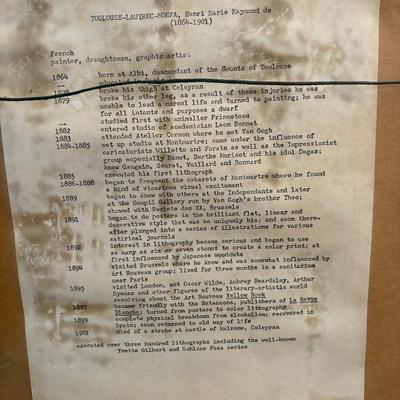 TOULOUSE-LAUTREC-MONFA, Henri Marie Raymond de
(1864-1901)
French
painter, draughtsman, graphic artist
1864 born at Albi, descendant of the Counts of Toulouse
1878 broke his thigh at Celeyran
1879 broke his other leg, as a result of these injuries he was
unable to lead a normal life and turned to painting; he was
for all intents and purposes a dwarf
-- studied first with animalier Princeteau
1882 entered studio of academician Leon Bonnat
1883 attended Atelier Cormon where he met Van Gogh
1884-1885 set up studio at Montmartre; came under influence of
caricaturists Willette and Forain as well as the Impressionist
group especially Manet, Berthe Morisot and his idol Degas;
knew Gauguin, Seurat, Vuillard and Bonnard
1885 executed his first lithograph
1886-1888 began to frequent the cabarets of Montmartre where he found
a kind of vicarious visual excitement
1889 began to show with others at the Independants and later
at the Goupil Gallery run by Van Gogh's brother Theo;
showed with Societe des XX, Brussels
1891 began to do posters in the brilliant flat, linear and
decorative style that was so uniquely his; and soon there-
after plunged into a series of illustrations for various
satirical journals
1892 interest in lithography became serious and began to use
as many as six or seven stones to create a color print; at
first influenced by Japanese woodcuts
1894 visited Brussels where he knew and was somewhat influenced by
Art Nouveau group; lived for three months in a sanitarium
near Paris
1895 visited London, met Oscar Wilde, Aubrey Beardsley, Arthur
Symons and other figures of the literary-artistic world
revolving about the Art Nouveau Yellow Book
1897 became friendly with the Natansons, publishers of La Revue
Blanche; turned from posters to color lithography
1899 complete physical breakdown from alcoholism; recovered in
Spain; soon returned to old way of life
1901 died of a stroke at castle of Malrome, Celeyran
executed over three hundred lithographs including the well-known
Yvette Gilbert and Schlone Fuss series